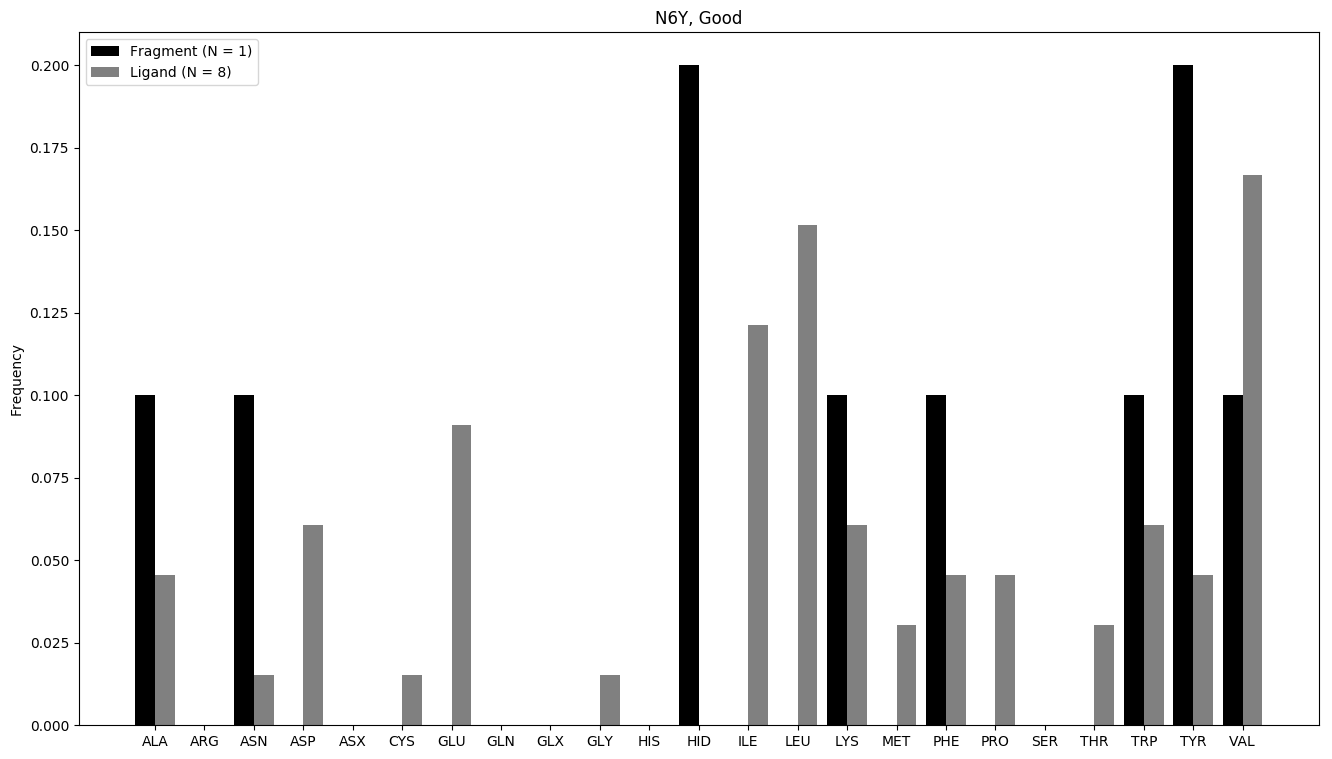 N6Y, Good
Fragment (N = 1)
Ligand (N = 8)
Frequency
0.200
0.175
0.150
0.125
0.100
0.075
0.050
0.025
0.000
ALA ARG ASN ASP ASX CYS GLU GLN GLX GLY HIS HID ILE LEU LYS MET PHE PRO SER THR TRP TYR VAL